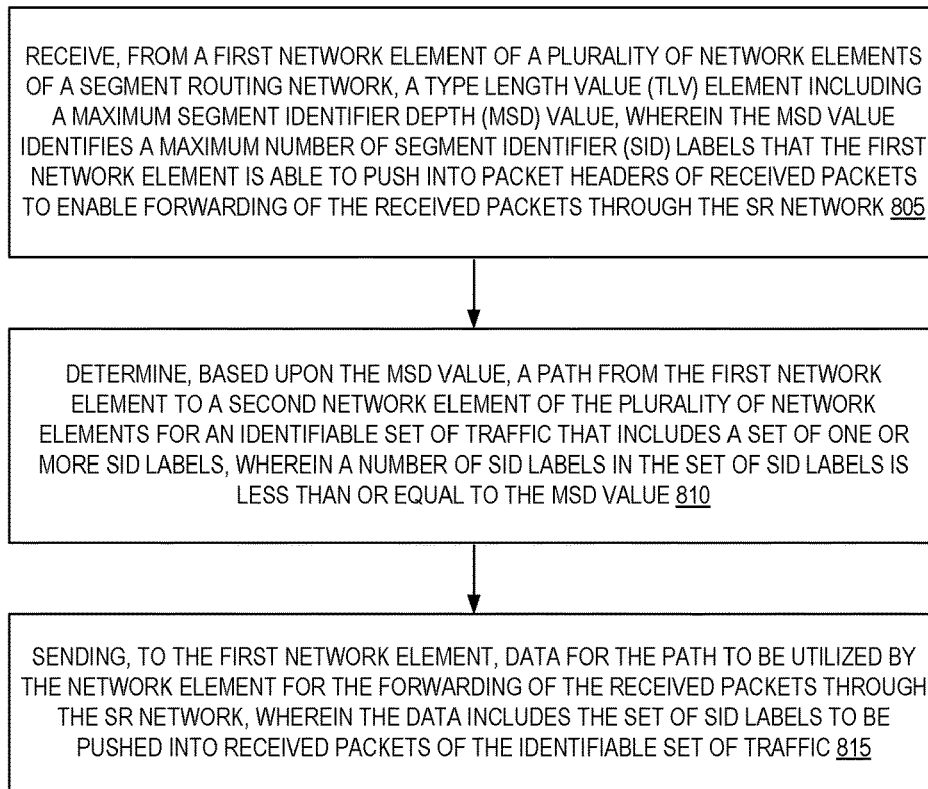 RECEIVE, FROM A FIRST NETWORK ELEMENT OF A PLURALITY OF NETWORK ELEMENTS
OF A SEGMENT ROUTING NETWORK, A TYPE LENGTH VALUE (TLV) ELEMENT INCLUDING
A MAXIMUM SEGMENT IDENTIFIER DEPTH (MSD) VALUE, WHEREIN THE MSD VALUE
IDENTIFIES A MAXIMUM NUMBER OF SEGMENT IDENTIFIER (SID) LABELS THAT THE FIRST
NETWORK ELEMENT IS ABLE TO PUSH INTO PACKET HEADERS OF RECEIVED PACKETS
TO ENABLE FORWARDING OF THE RECEIVED PACKETS THROUGH THE SR NETWORK 805
DETERMINE, BASED UPON THE MSD VALUE, A PATH FROM THE FIRST NETWORK
ELEMENT TO A SECOND NETWORK ELEMENT OF THE PLURALITY OF NETWORK
ELEMENTS FOR AN IDENTIFIABLE SET OF TRAFFIC THAT INCLUDES A SET OF ONE OR
MORE SID LABELS, WHEREIN A NUMBER OF SID LABELS IN THE SET OF SID LABELS IS
LESS THAN OR EQUAL TO THE MSD VALUE 810
SENDING, TO THE FIRST NETWORK ELEMENT, DATA FOR THE PATH TO BE UTILIZED BY
THE NETWORK ELEMENT FOR THE FORWARDING OF THE RECEIVED PACKETS THROUGH
THE SR NETWORK, WHEREIN THE DATA INCLUDES THE SET OF SID LABELS TO BE
PUSHED INTO RECEIVED PACKETS OF THE IDENTIFIABLE SET OF TRAFFIC 815